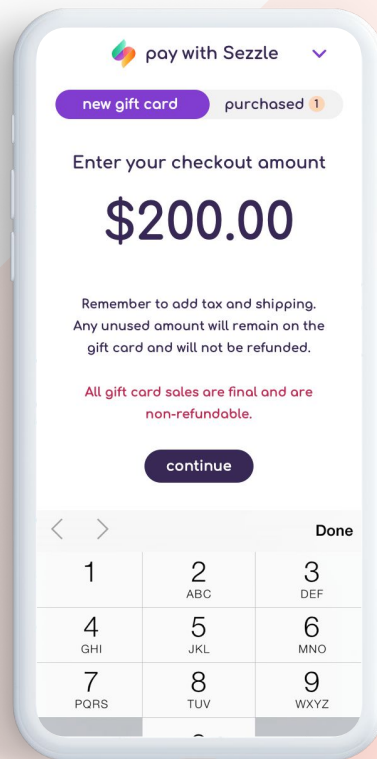 pay with Sezzle
new gift card purchased 1
Enter your checkout amount
$200.00
Remember to add tax and shipping.
Any unused amount will remain on the
gift card and will not be refunded.
All gift card sales are final and are
non-refundable.
continue
Done
1 2 3
ABC DEF
4 5 6
GHI JKL MNO
7 8 9
PQRS TUV WXYZ